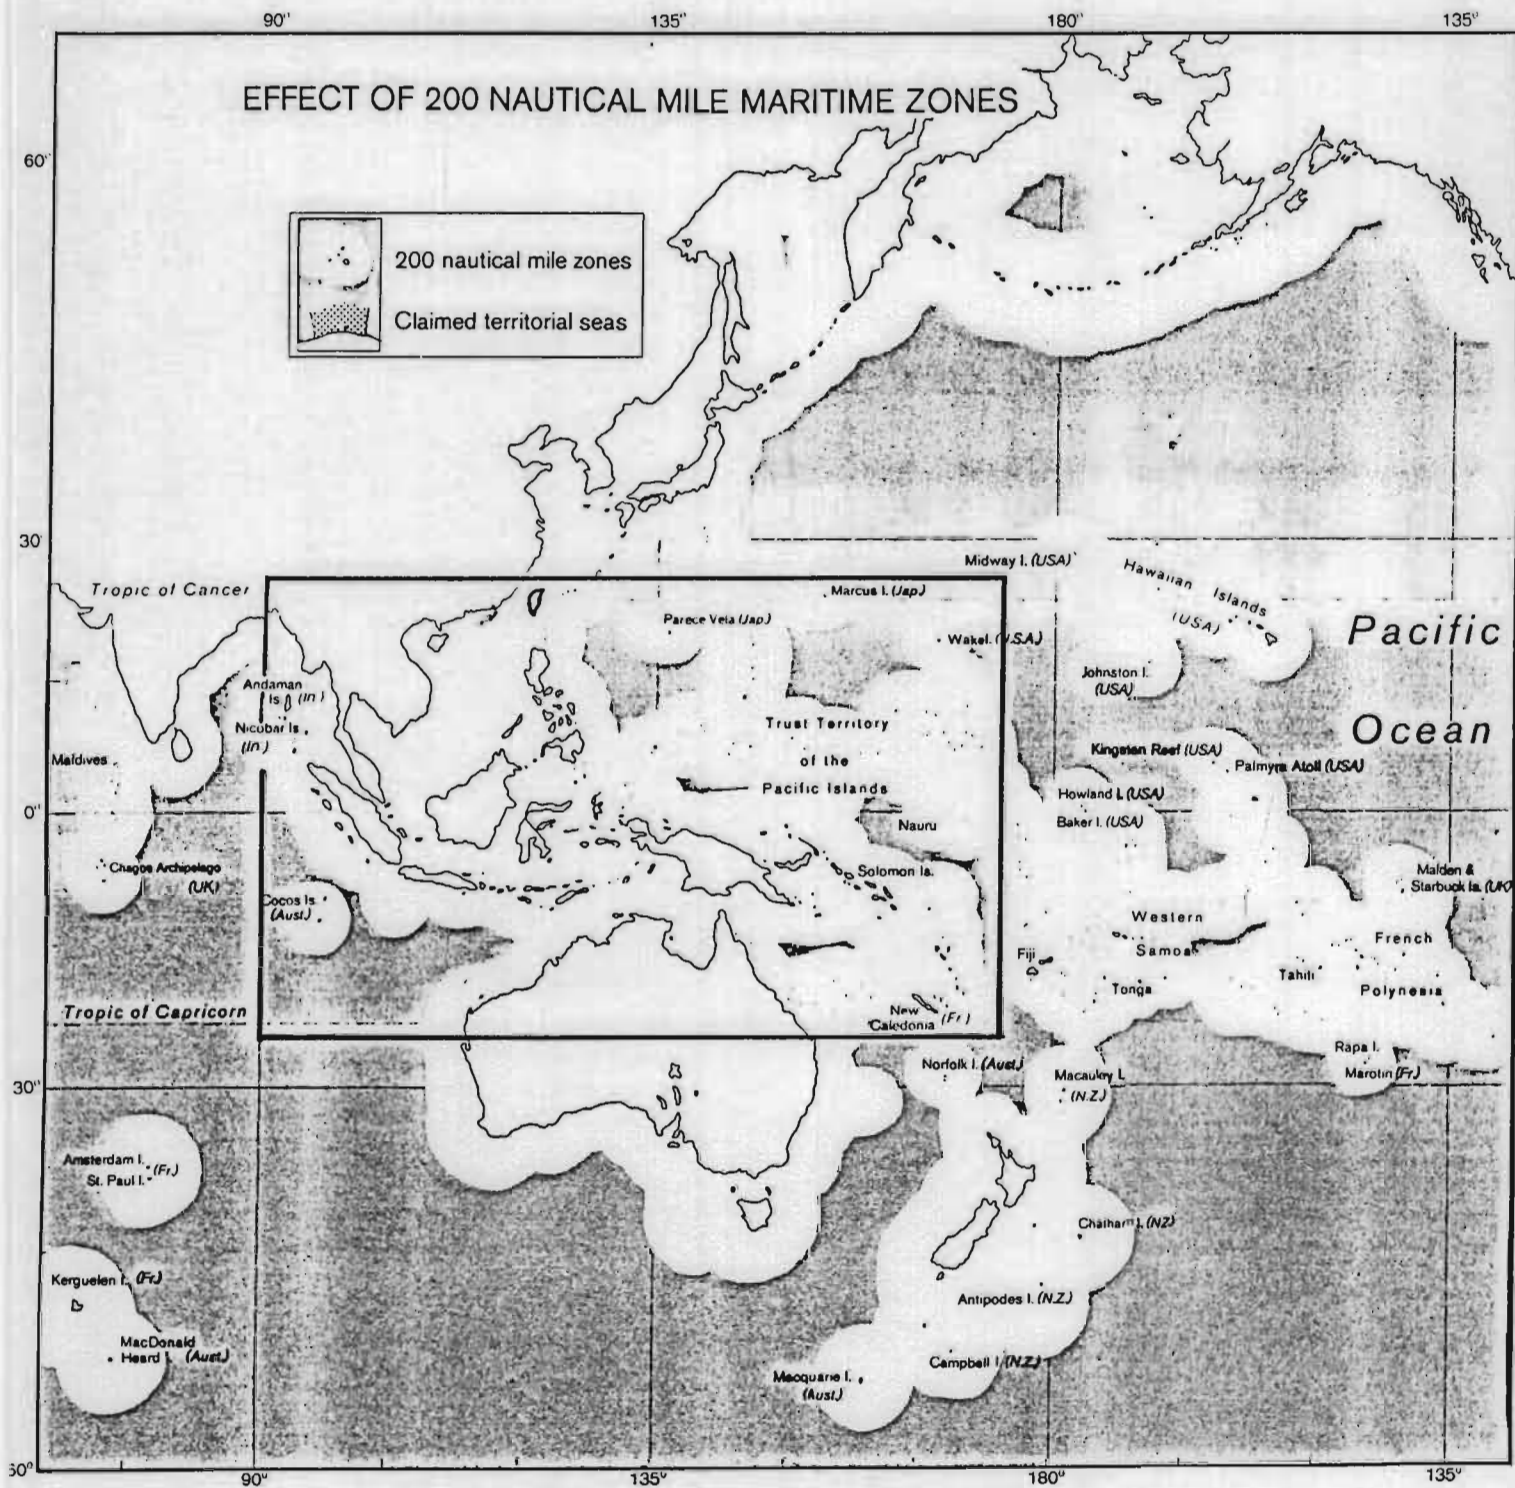 90°
135°
180°
135°
EFFECT OF 200 NAUTICAL MILE MARITIME ZONES
60°
200 nautical mile zones
Claimed territorial seas
30°
Midway I. (USA)
Hawaiian Islands
(USA)
Tropic of Cancer
Marcus I. (Jap.)
Parece Vela (Jap.)
Pacific
Johnston I.
(USA)
Andaman
Is (In)
Nicobar Is
(In)
Trust Territory
of the
Pacific Islands
Ocean
Kingsten Reef (USA)
Palmyra Atoll (USA)
Maldives
Howland I. (USA)
Baker I. (USA)
0°
Nauru
Chagos Archipelago
(UK)
Solomon Is.
Malden &
Starbuck Is. (UK)
Cocos Is.
(Aust.)
Western
Samoa
French
Polynesia
Fiji
Tahiti
Tonga
Tropic of Capricorn
New
Caledonia (Fr.)
Rapa I.
Marotin (Fr.)
Norfolk I. (Aust.)
Macauley I.
(N.Z.)
30°
Amsterdam I.
St. Paul I. (Fr.)
Chatham I. (NZ)
Kerguelen I. (Fr.)
Antipodes I. (N.Z.)
MacDonald
Heard I. (Aust.)
Campbell I. (N.Z.)
Macquarie I.
(Aust.)
90°
135°
180°
135°